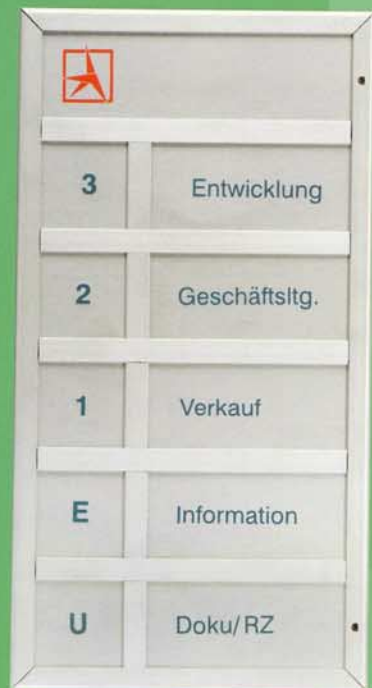 3 Entwicklung
2 Geschäftsltg.
1 Verkauf
E Information
U Doku/RZ